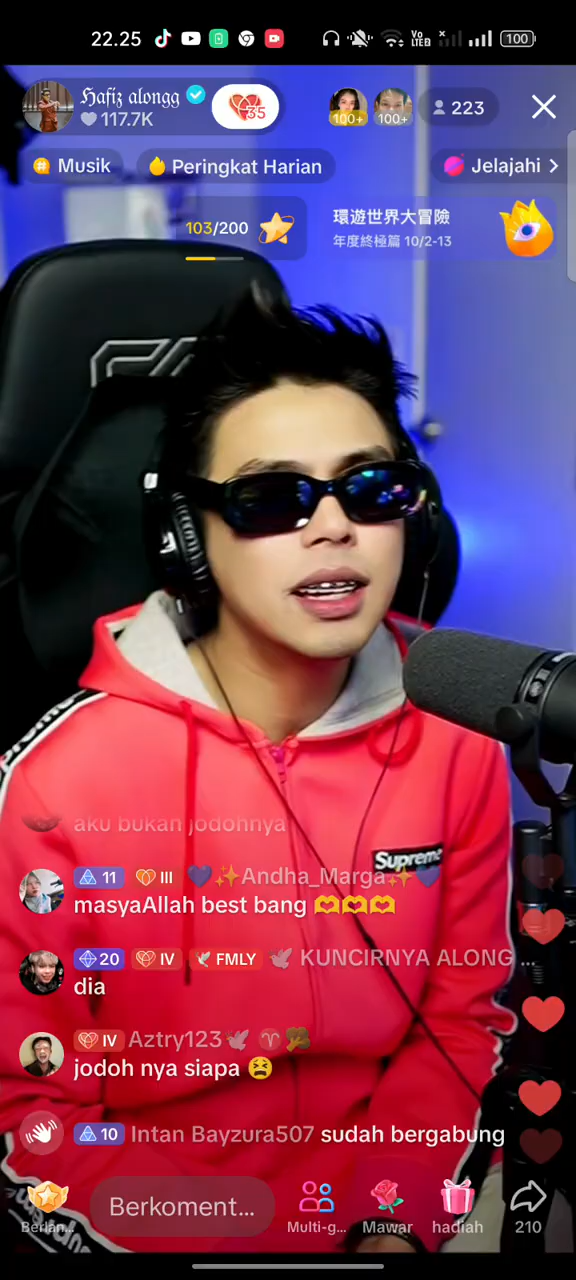 22.25
Vo LTE2
100
ℌ𝔞𝔣𝔦𝔷 𝔞𝔩𝔬𝔫𝔤𝔤
117.7K
35
100+
100+
223
Musik
Peringkat Harian
Jelajahi >
103/200
環遊世界大冒險
年度終極篇 10/2-13
aku bukan jodohnya
Supreme
11 III 💜✨Andha_Marga✨💜
masyaAllah best bang 🫶🫶🫶
20 IV FMLY 🕊 KUNCIRNYA ALONG ...
dia
IV Aztry123🕊 ♈ 🥦
jodoh nya siapa 😫
10 Intan Bayzura507 sudah bergabung
Berlan...
Berkoment...
Multi-g...
Mawar
hadiah
210